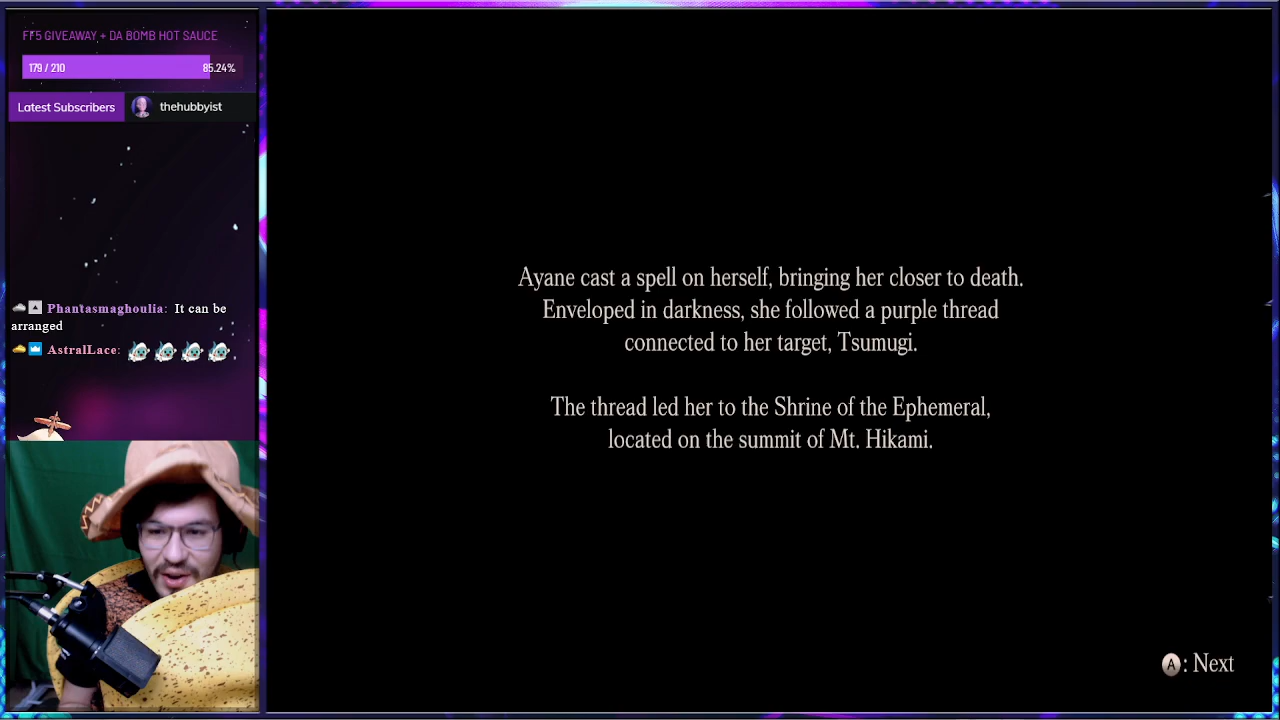 FF5 GIVEAWAY + DA BOMB HOT SAUCE
179 / 210 85.24%
Latest Subscribers thehubbyist
Phantasmaghoulia: It can be
arranged
AstralLace:
Ayane cast a spell on herself, bringing her closer to death.
Enveloped in darkness, she followed a purple thread
connected to her target, Tsumugi.
The thread led her to the Shrine of the Ephemeral,
located on the summit of Mt. Hikami.
A : Next